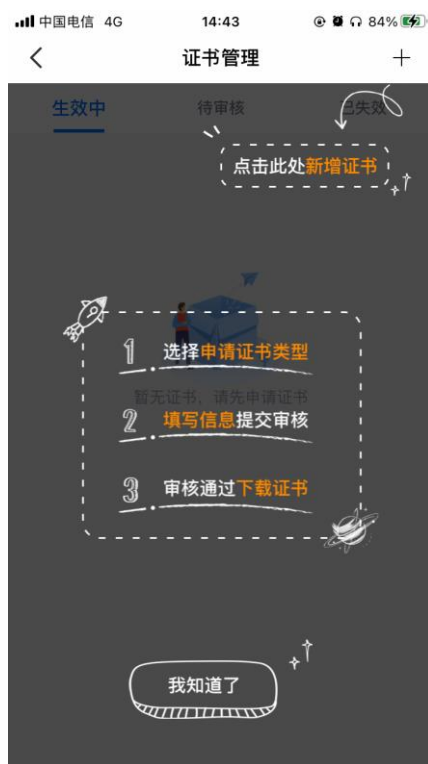 中国电信 4G 14:43 84%
证书管理
生效中 待审核 已失效
点击此处新增证书
1 选择申请证书类型
暂无证书，请先申请证书
2 填写信息提交审核
3 审核通过下载证书
我知道了